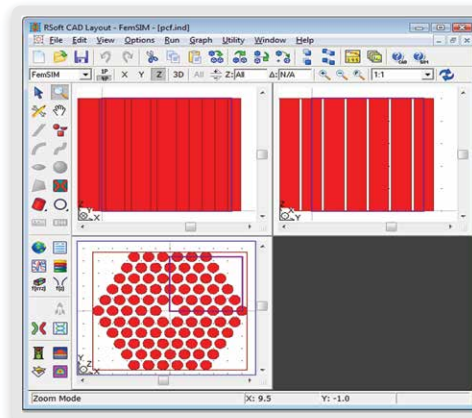 RSoft CAD Layout - FemSIM - [pcf.ind]
File Edit View Options Run Graph Utility Window Help
FemSIM X Y Z 3D All Z: All Δ: N/A 1:1
Z
Y X
Z
Y X
Y
Z X
Zoom Mode X: 9.5 Y: -1.0